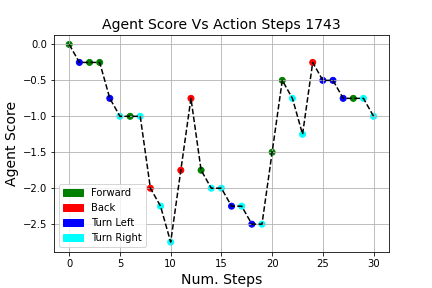 Agent Score Vs Action Steps 1743
Agent Score
0.0
−0.5
−1.0
−1.5
−2.0
−2.5
Forward
Back
Turn Left
Turn Right
0 5 10 15 20 25 30
Num. Steps